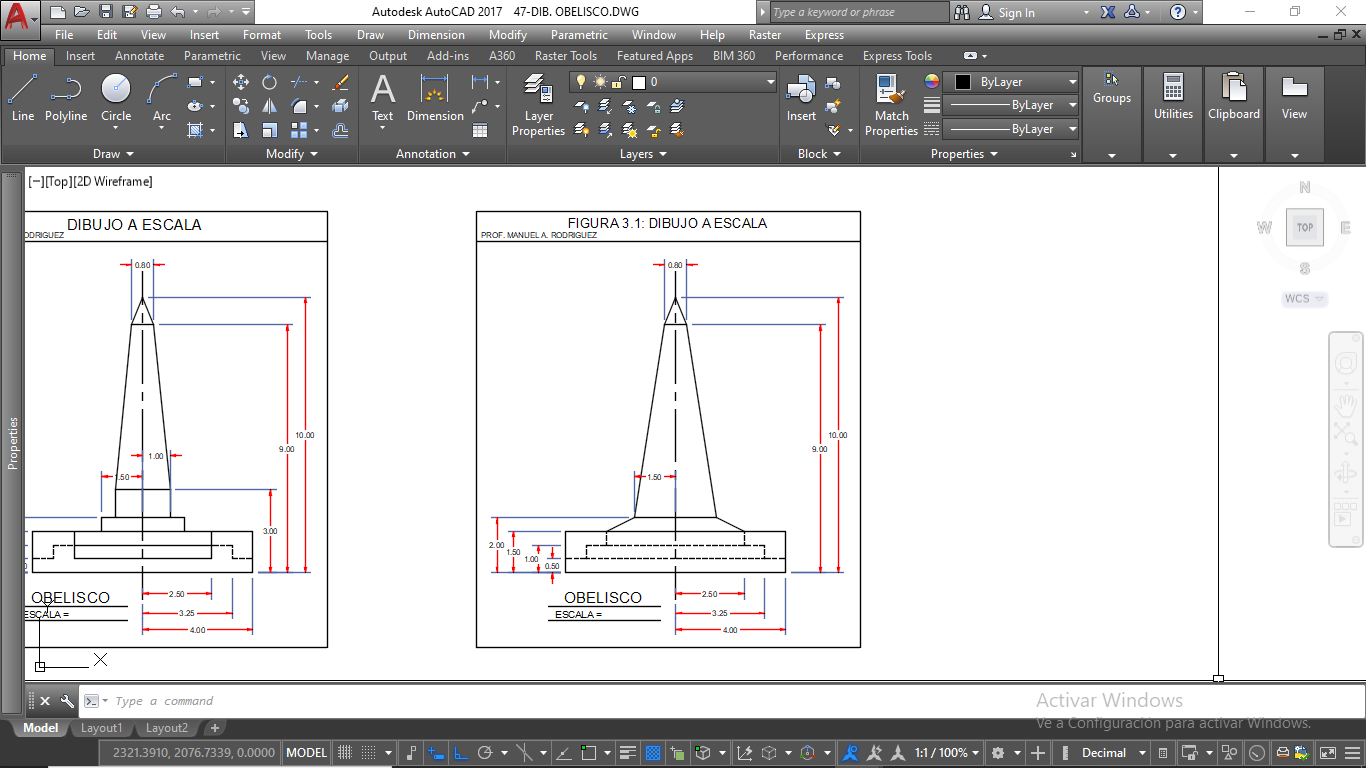 Autodesk AutoCAD 2017 47-DIB. OBELISCO.DWG
Type a keyword or phrase
Sign In
File Edit View Insert Format Tools Draw Dimension Modify Parametric Window Help Raster Express
Home Insert Annotate Parametric View Manage Output Add-ins A360 Raster Tools Featured Apps BIM 360 Performance Express Tools
Line Polyline Circle Arc
Draw
Modify
Text Dimension
Annotation
Layer Properties
0
Layers
Insert
Block
Match Properties
ByLayer
ByLayer
ByLayer
Properties
Groups
Utilities
Clipboard
View
[−][Top][2D Wireframe]
Properties
DIBUJO A ESCALA
ODRIGUEZ
0.80
10.00
9.00
1.00
1.50
3.00
2.50
3.25
4.00
OBELISCO
ESCALA =
FIGURA 3.1: DIBUJO A ESCALA
PROF. MANUEL A. RODRIGUEZ
0.80
10.00
9.00
1.50
2.00
1.50
1.00
0.50
2.50
3.25
4.00
OBELISCO
ESCALA =
Y
X
N
W TOP E
S
WCS
Type a command
Activar Windows
Ve a Configuración para activar Windows.
Model Layout1 Layout2
2321.3910, 2076.7339, 0.0000 MODEL 1:1 / 100% Decimal